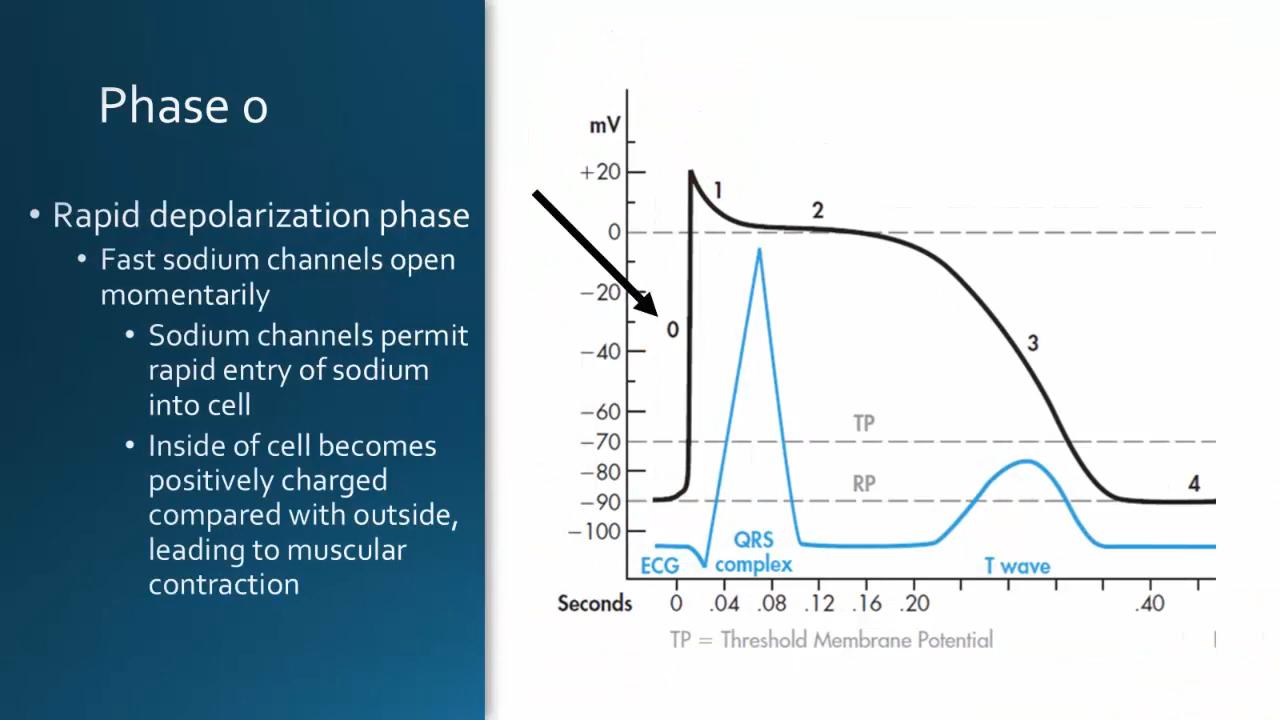 Phase 0
• Rapid depolarization phase
• Fast sodium channels open
momentarily
• Sodium channels permit
rapid entry of sodium
into cell
• Inside of cell becomes
positively charged
compared with outside,
leading to muscular
contraction
mV
+20
0
−20
−40
−60
−70
−80
−90
−100
0
1
2
3
4
TP
RP
ECG
QRS
complex
T wave
Seconds 0 .04 .08 .12 .16 .20 .40
TP = Threshold Membrane Potential